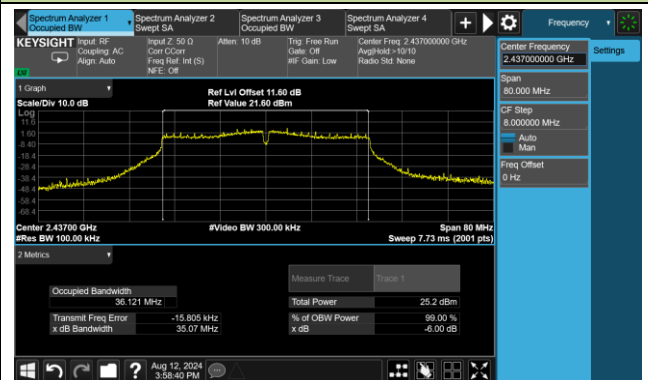 Spectrum Analyzer 1
Occupied BW
Spectrum Analyzer 2
Swept SA
Spectrum Analyzer 3
Occupied BW
Spectrum Analyzer 4
Swept SA
Frequency
KEYSIGHT
Input: RF
Coupling: AC
Align: Auto
Input Z: 50 Ω
Corr CCorr
Freq Ref: Int (S)
NFE: Off
Atten: 10 dB
Trig: Free Run
Gate: Off
#IF Gain: Low
Center Freq: 2.437000000 GHz
Avg|Hold:>10/10
Radio Std: None
Center Frequency
2.437000000 GHz
Settings
Span
80.000 MHz
CF Step
8.000000 MHz
Auto
Man
Freq Offset
0 Hz
1 Graph
Scale/Div 10.0 dB
Ref Lvl Offset 11.60 dB
Ref Value 21.60 dBm
Log
11.6
1.60
-8.40
-18.4
-28.4
-38.4
-48.4
-58.4
-68.4
Center 2.43700 GHz
#Res BW 100.00 kHz
#Video BW 300.00 kHz
Span 80 MHz
Sweep 7.73 ms (2001 pts)
2 Metrics
Measure Trace
Trace 1
Occupied Bandwidth
36.121 MHz
Total Power
25.2 dBm
Transmit Freq Error
-15.805 kHz
% of OBW Power
99.00 %
x dB Bandwidth
35.07 MHz
x dB
-6.00 dB
Aug 12, 2024
3:58:40 PM